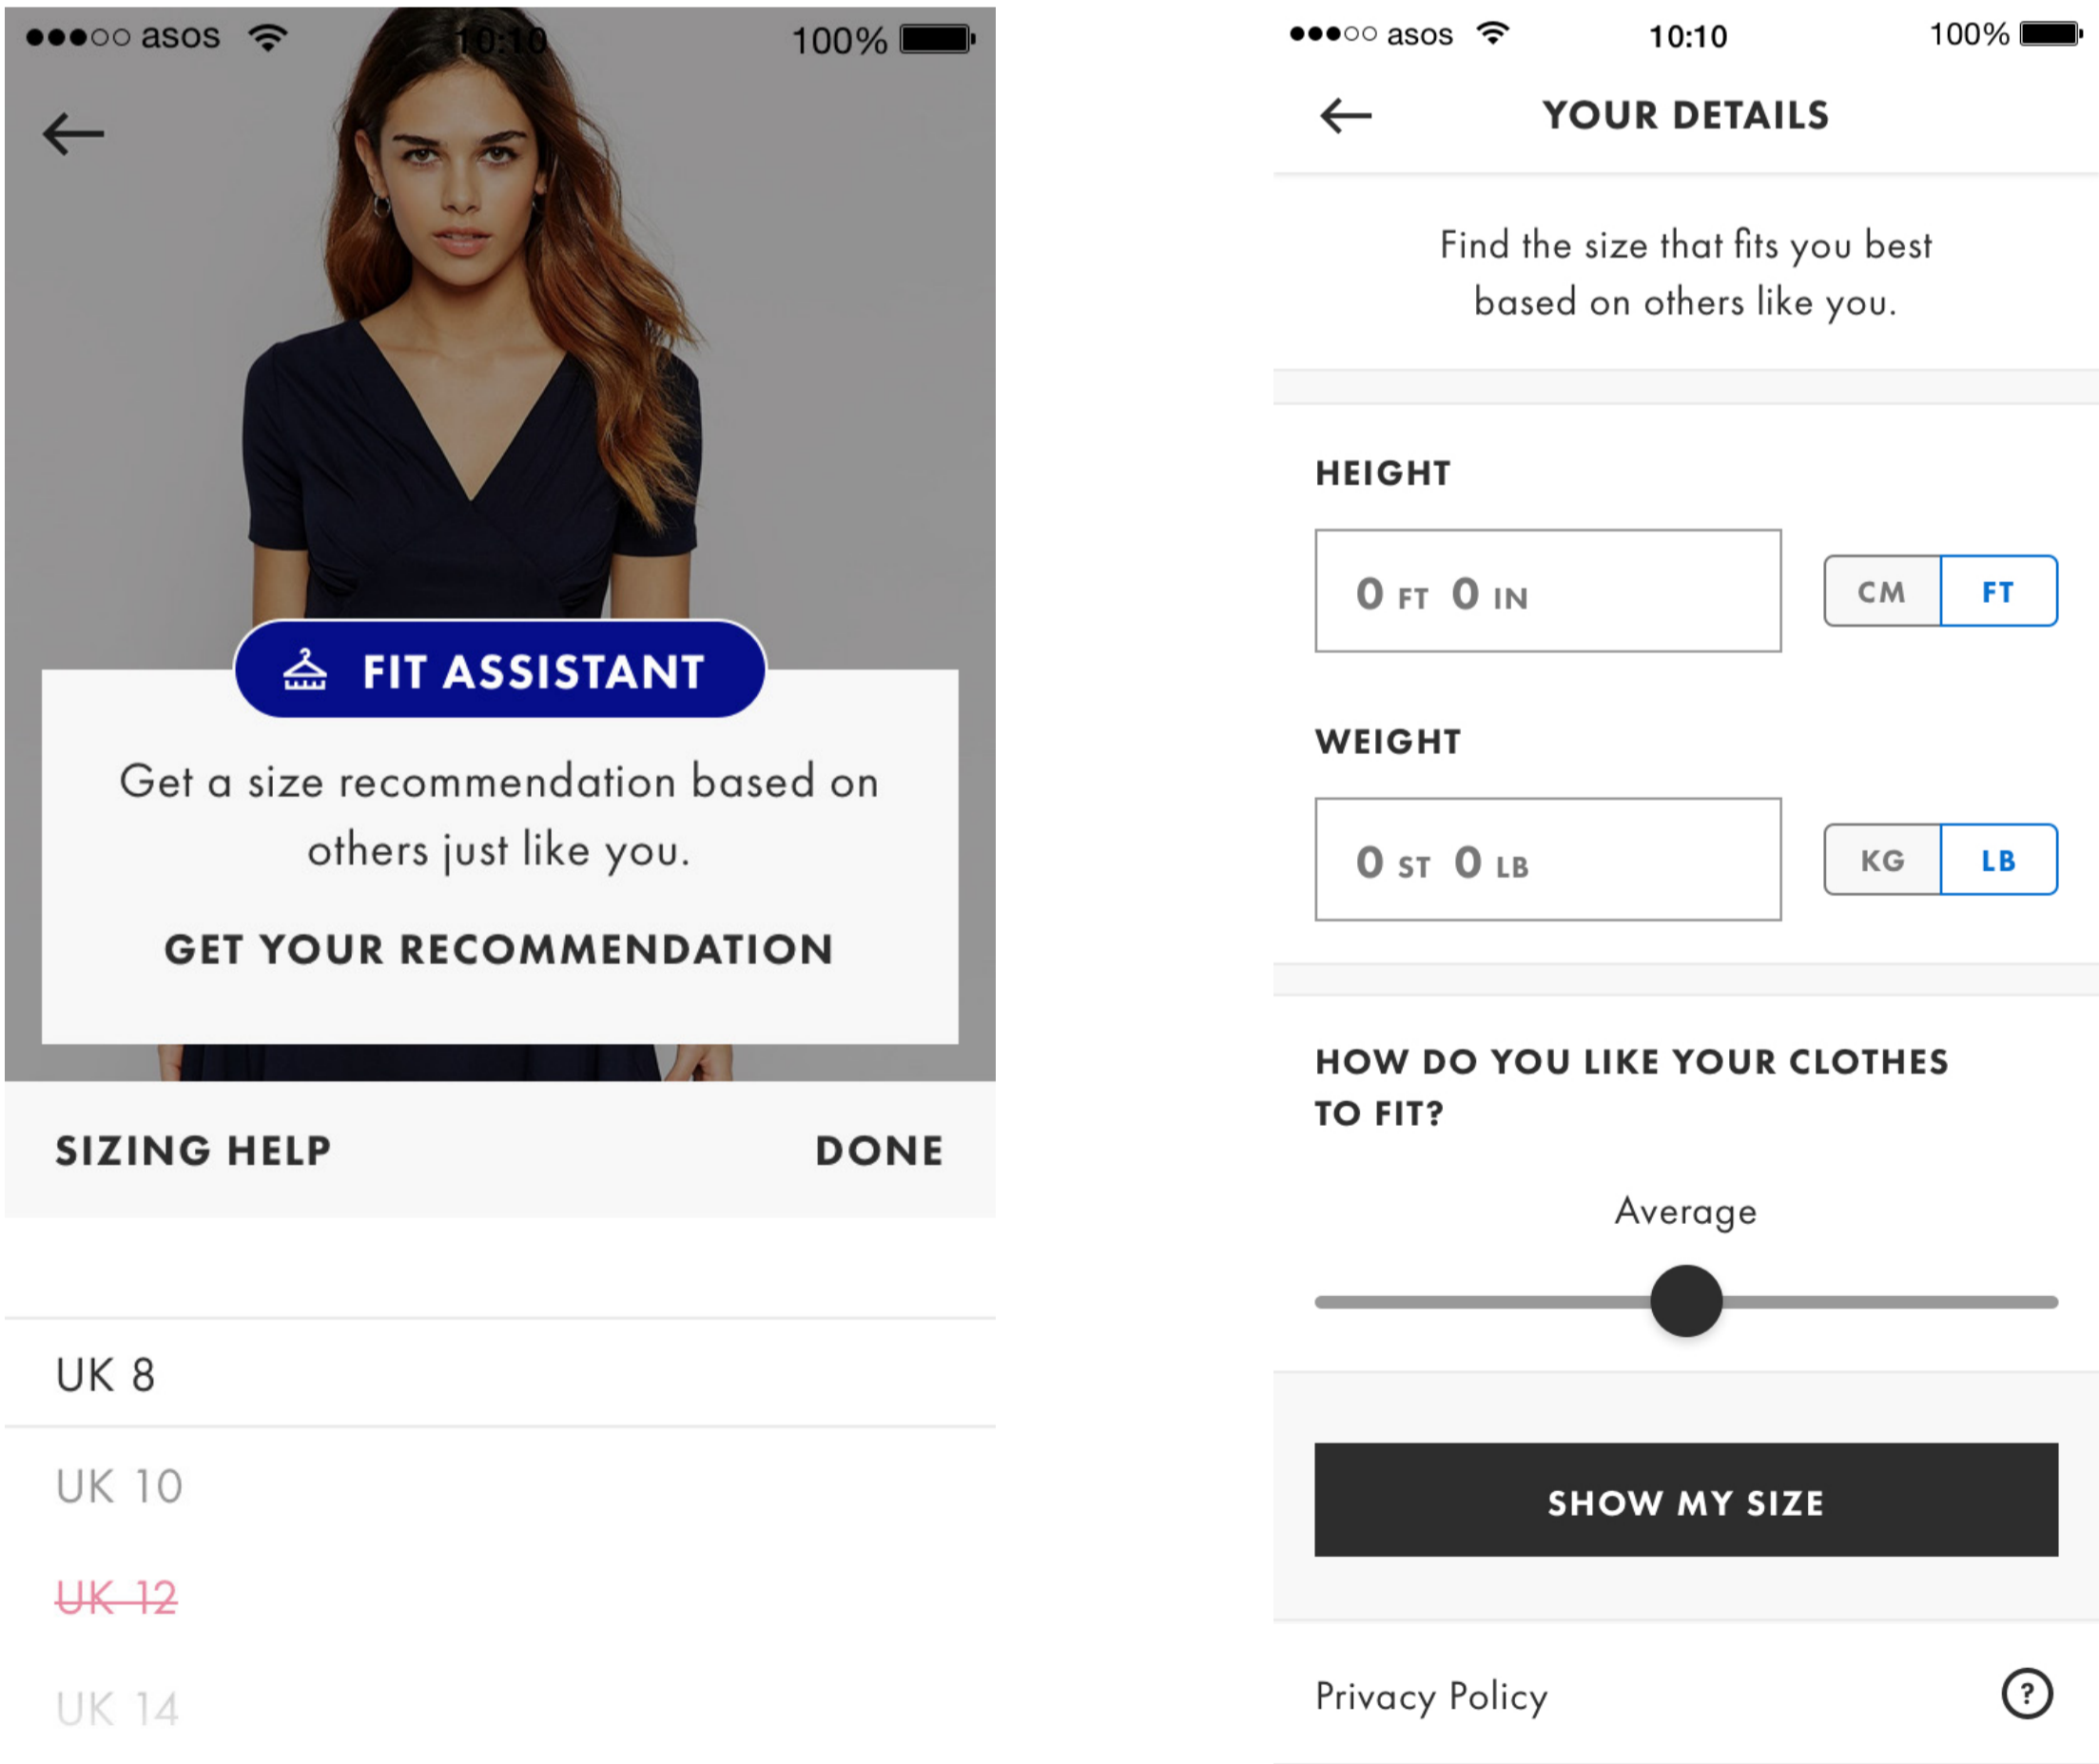 asos 10:10 100%
FIT ASSISTANT
Get a size recommendation based on
others just like you.
GET YOUR RECOMMENDATION
SIZING HELP DONE
UK 8
UK 10
UK 12
UK 14
asos 10:10 100%
YOUR DETAILS
Find the size that fits you best
based on others like you.
HEIGHT
0 FT 0 IN CM FT
WEIGHT
0 ST 0 LB KG LB
HOW DO YOU LIKE YOUR CLOTHES
TO FIT?
Average
SHOW MY SIZE
Privacy Policy ?